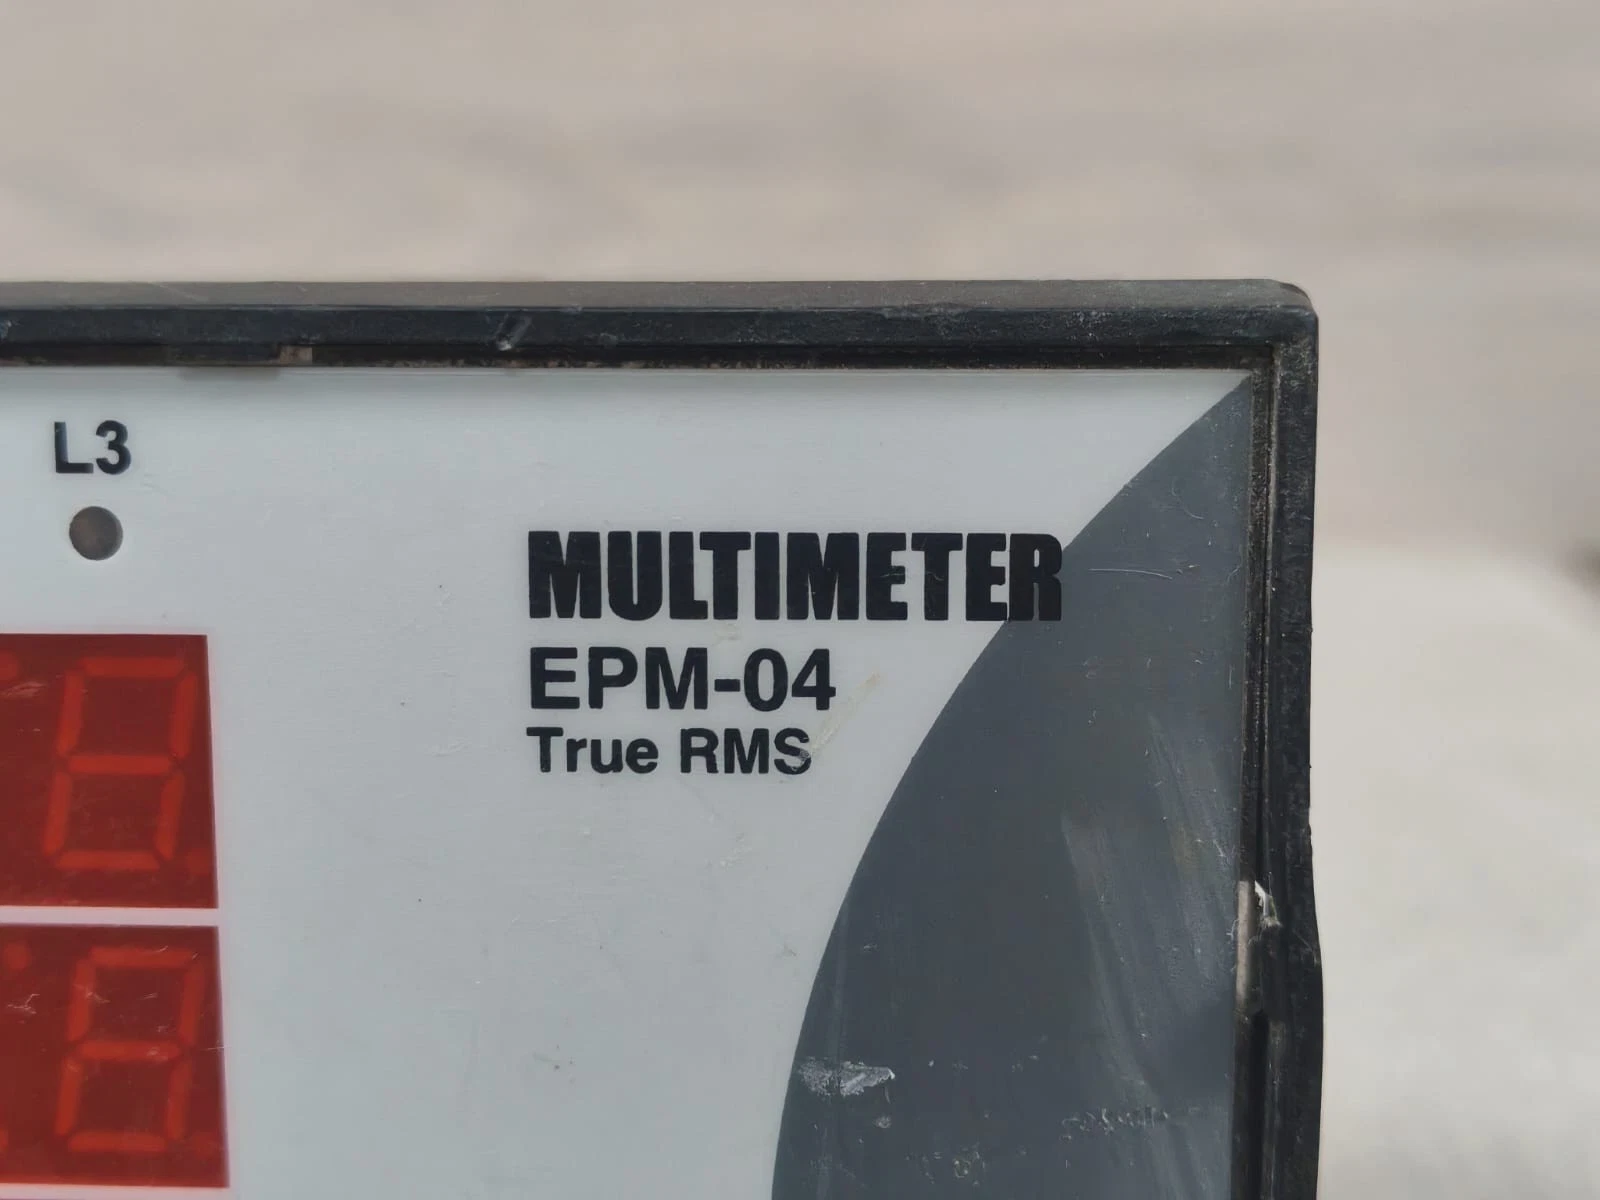 L3
MULTIMETER
EPM-04
True RMS